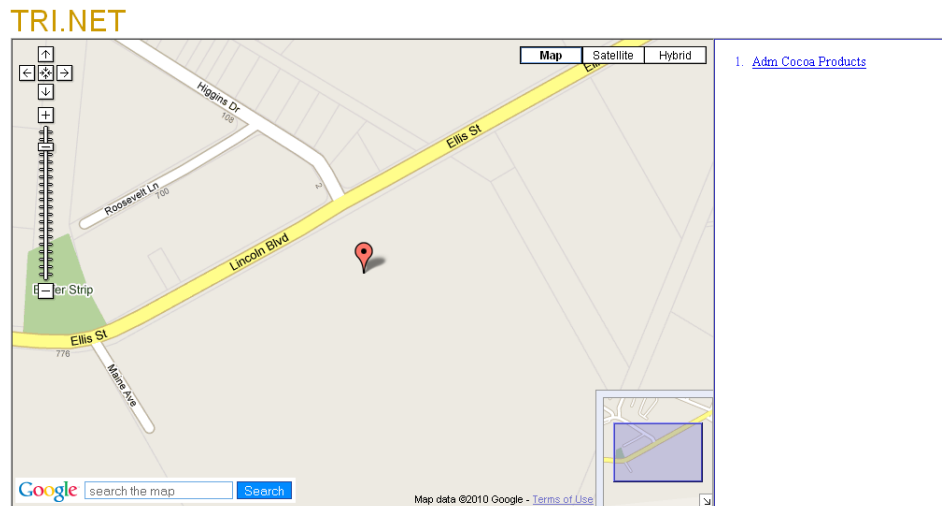 TRI.NET
Map Satellite Hybrid
1. Adm Cocoa Products
Higgins Dr
108
Ellis St
Roosevelt Ln
700
2
Lincoln Blvd
er Strip
Ellis St
776
Maine Ave
Google search the map Search
Map data ©2010 Google - Terms of Use